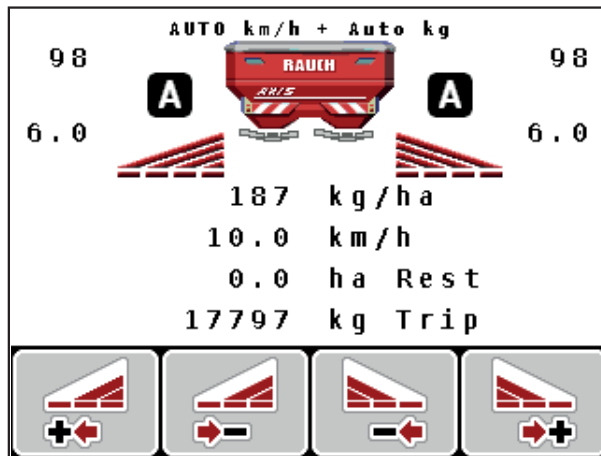 AUTO km/h + Auto kg
98 98
RAUCH
AXIS
A A
6.0 6.0
187 kg/ha
10.0 km/h
0.0 ha Rest
17797 kg Trip